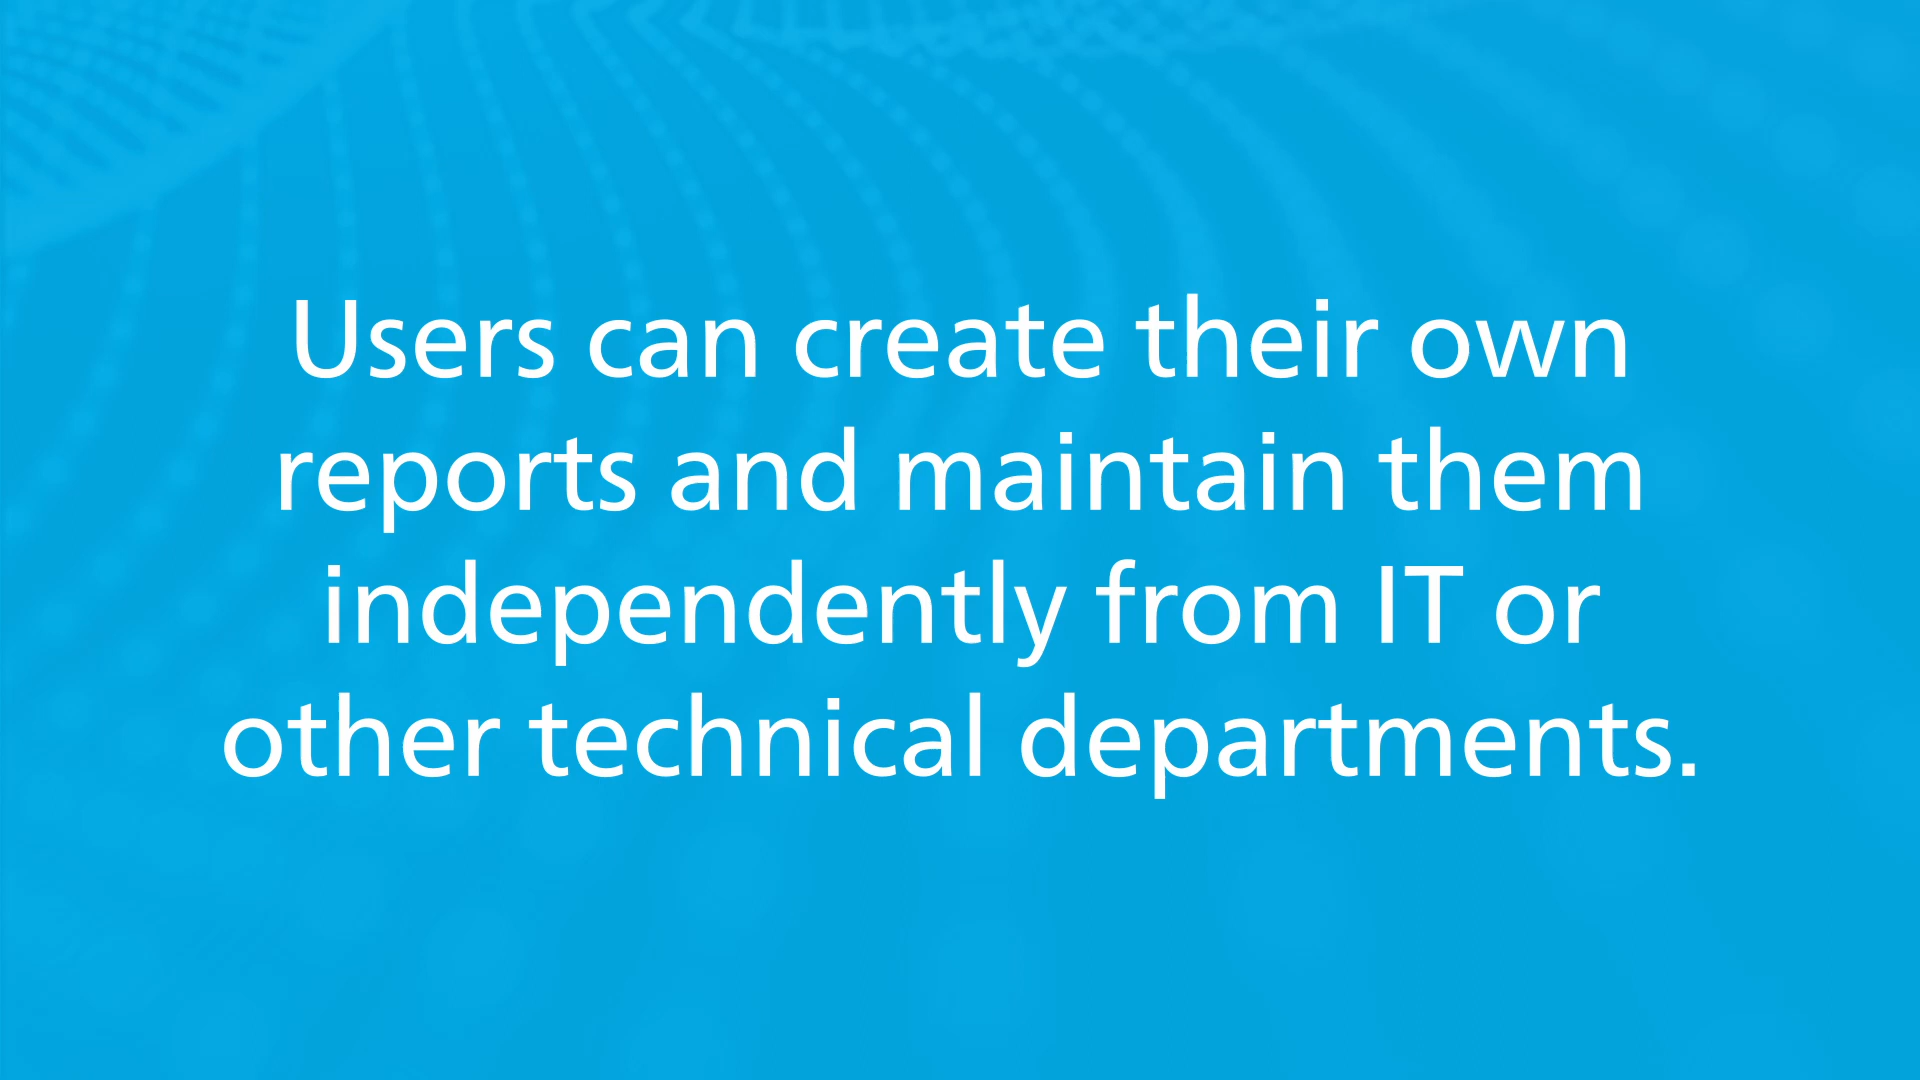 Users can create their own
reports and maintain them
independently from IT or
other technical departments.